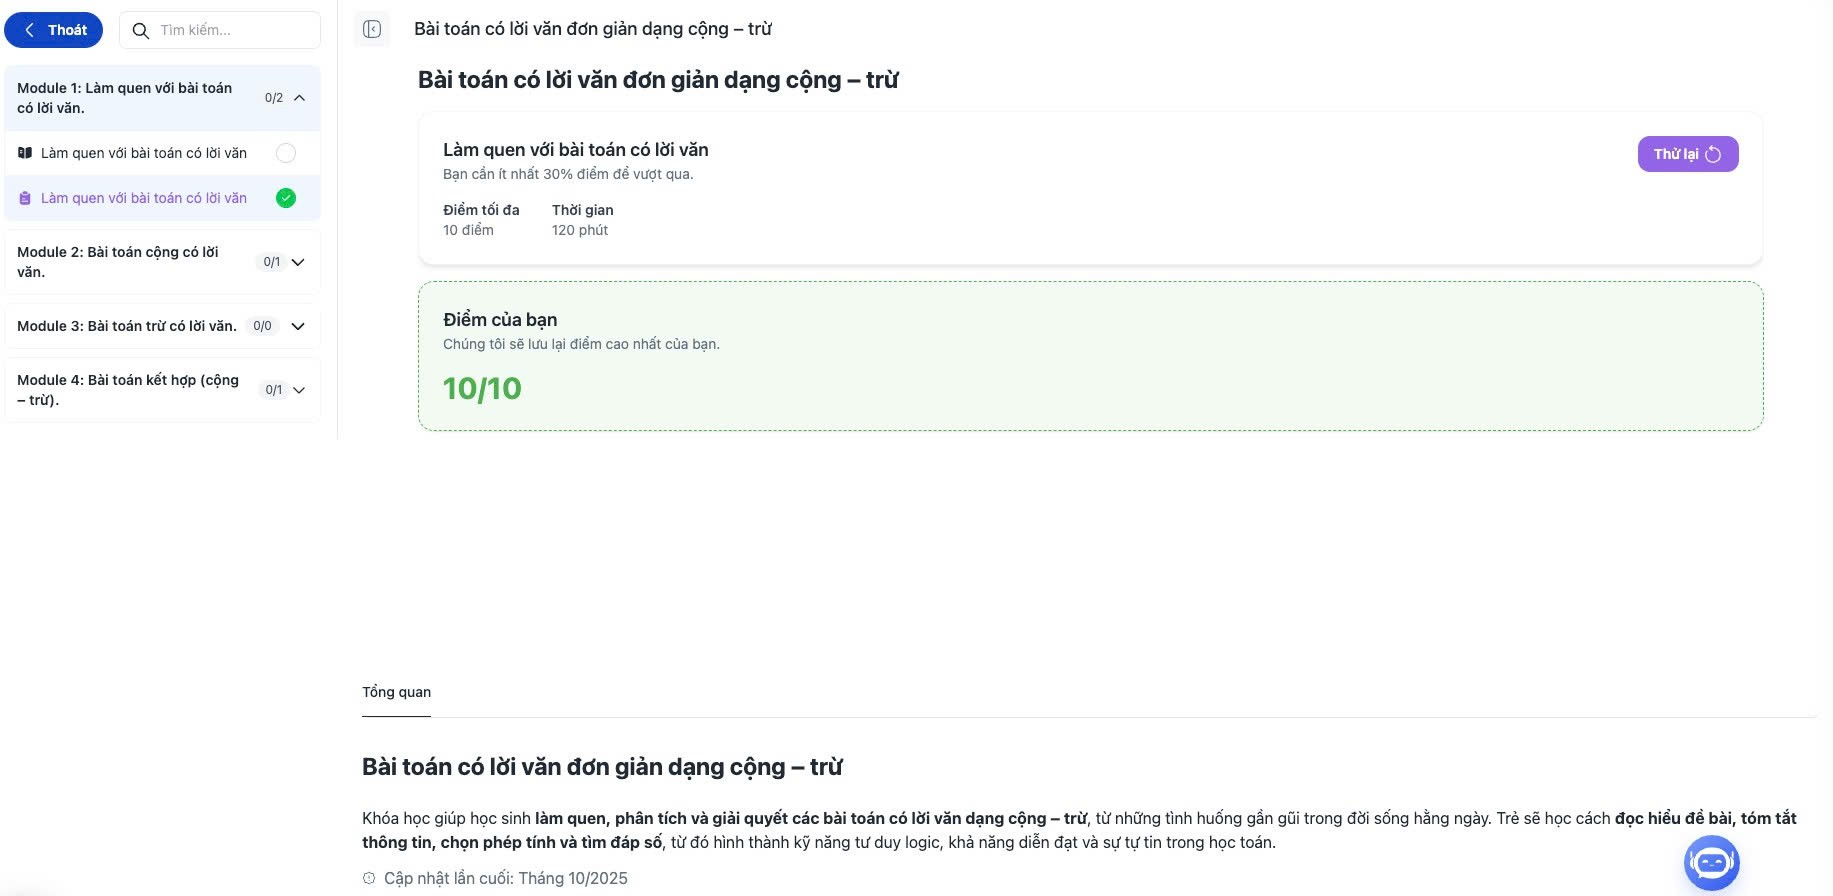 Thoát
Tìm kiếm...
Module 1: Làm quen với bài toán
có lời văn.
0/2
Làm quen với bài toán có lời văn
Làm quen với bài toán có lời văn
Module 2: Bài toán cộng có lời
văn.
0/1
Module 3: Bài toán trừ có lời văn.
0/0
Module 4: Bài toán kết hợp (cộng
– trừ).
0/1
Bài toán có lời văn đơn giản dạng cộng – trừ
Bài toán có lời văn đơn giản dạng cộng – trừ
Làm quen với bài toán có lời văn
Bạn cần ít nhất 30% điểm để vượt qua.
Điểm tối đa
10 điểm
Thời gian
120 phút
Thử lại
Điểm của bạn
Chúng tôi sẽ lưu lại điểm cao nhất của bạn.
10/10
Tổng quan
Bài toán có lời văn đơn giản dạng cộng – trừ
Khóa học giúp học sinh làm quen, phân tích và giải quyết các bài toán có lời văn dạng cộng – trừ, từ những tình huống gần gũi trong đời sống hằng ngày. Trẻ sẽ học cách đọc hiểu đề bài, tóm tắt
thông tin, chọn phép tính và tìm đáp số, từ đó hình thành kỹ năng tư duy logic, khả năng diễn đạt và sự tự tin trong học toán.
Cập nhật lần cuối: Tháng 10/2025